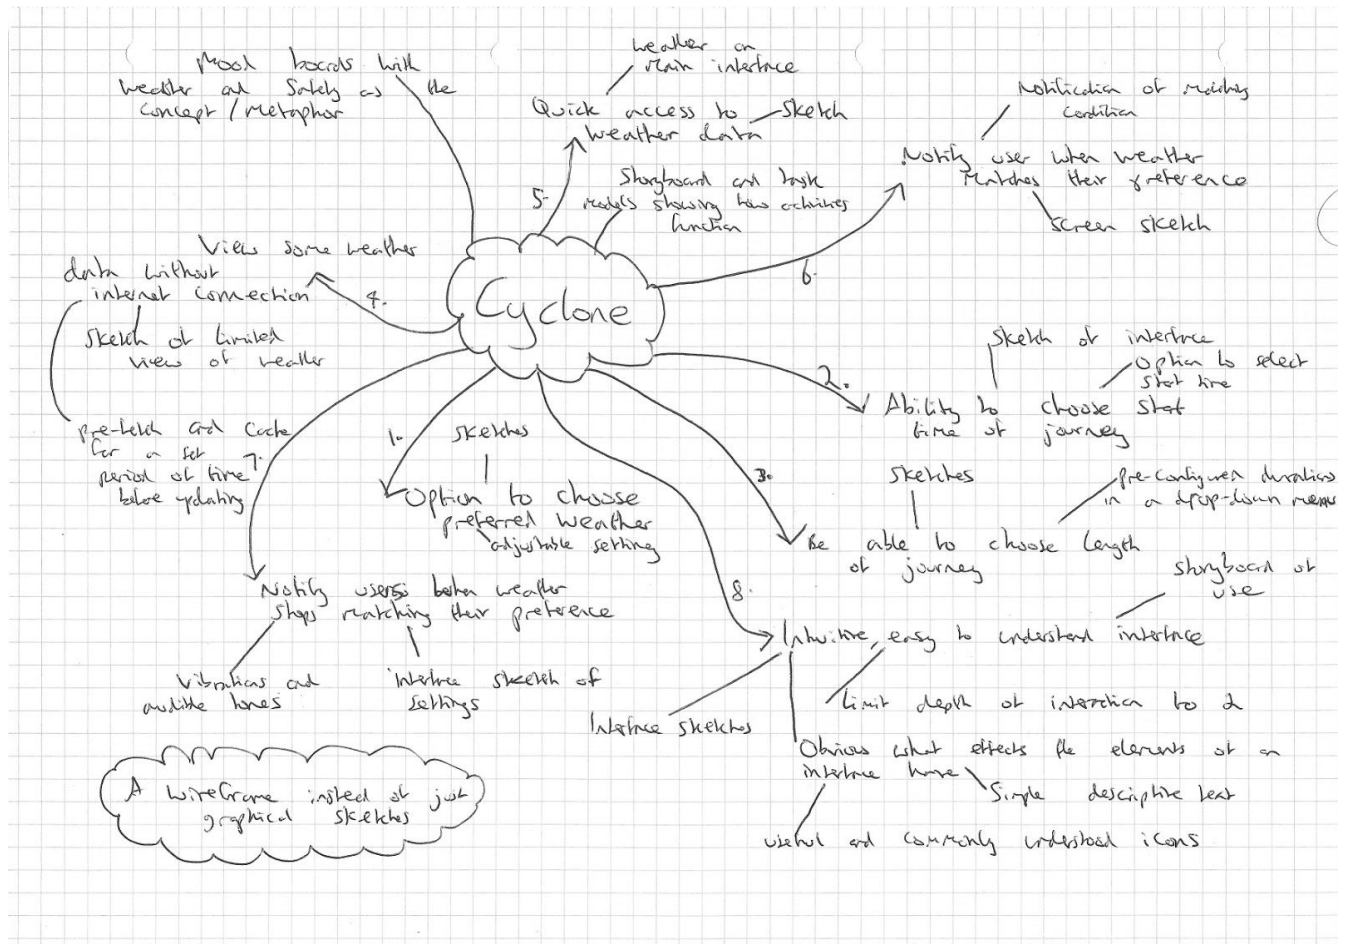 Mood boards with
weather and safety as the
concept / metaphor
weather on
main interface
Quick access to
weather data
sketch
5.
Storyboard and task
models showing how activities
function
Notification of matching
condition
Notify user when weather
matches their preference
screen sketch
6.
View some weather
data without
internet connection
4.
sketch of limited
view of weather
pre-fetch and cache
for a set
period of time
before updating
Cyclone
2.
Sketch of interface
option to select
start time
Ability to choose start
time of journey
1.
sketches
Option to choose
preferred weather
adjustable setting
3.
sketches
pre-configured durations
in a drop-down menu
Be able to choose length
of journey
7.
Notify users when weather
stops matching their preference
Vibrations and
audible tones
interface sketch of
settings
8.
storyboard of
use
Intuitive, easy to understand interface
Interface sketches
Limit depth of interaction to 2
Obvious what effects the elements of an
interface have
Simple descriptive text
useful and commonly understood icons
A wireframe instead of just
graphical sketches